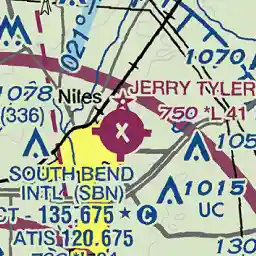 021°
1070
1078
(336)
Niles
JERRY TYLER
750 *L 41
X
105
SOUTH BEND
INTL (SBN)
1015
UC
CT - 135.675 * C
ATIS 120.675
1030